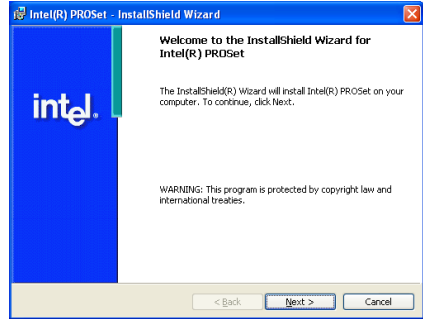 Intel(R) PROSet - InstallShield Wizard
Welcome to the InstallShield Wizard for
Intel(R) PROSet
The InstallShield(R) Wizard will install Intel(R) PROSet on your
computer. To continue, click Next.
intel.
WARNING: This program is protected by copyright law and
international treaties.
< Back
Next >
Cancel